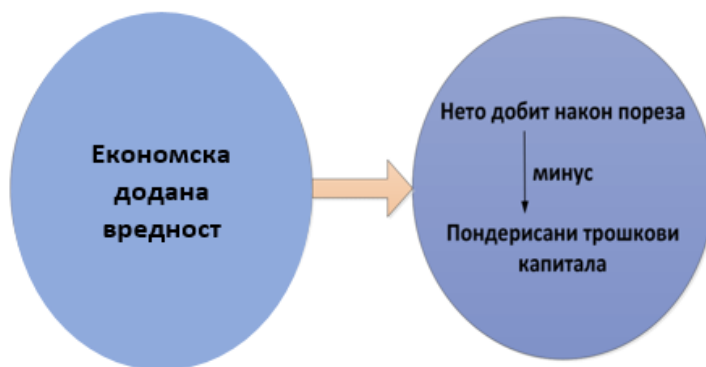 Економска
додана
вредност
Нето добит након пореза
минус
Пондерисани трошкови
капитала